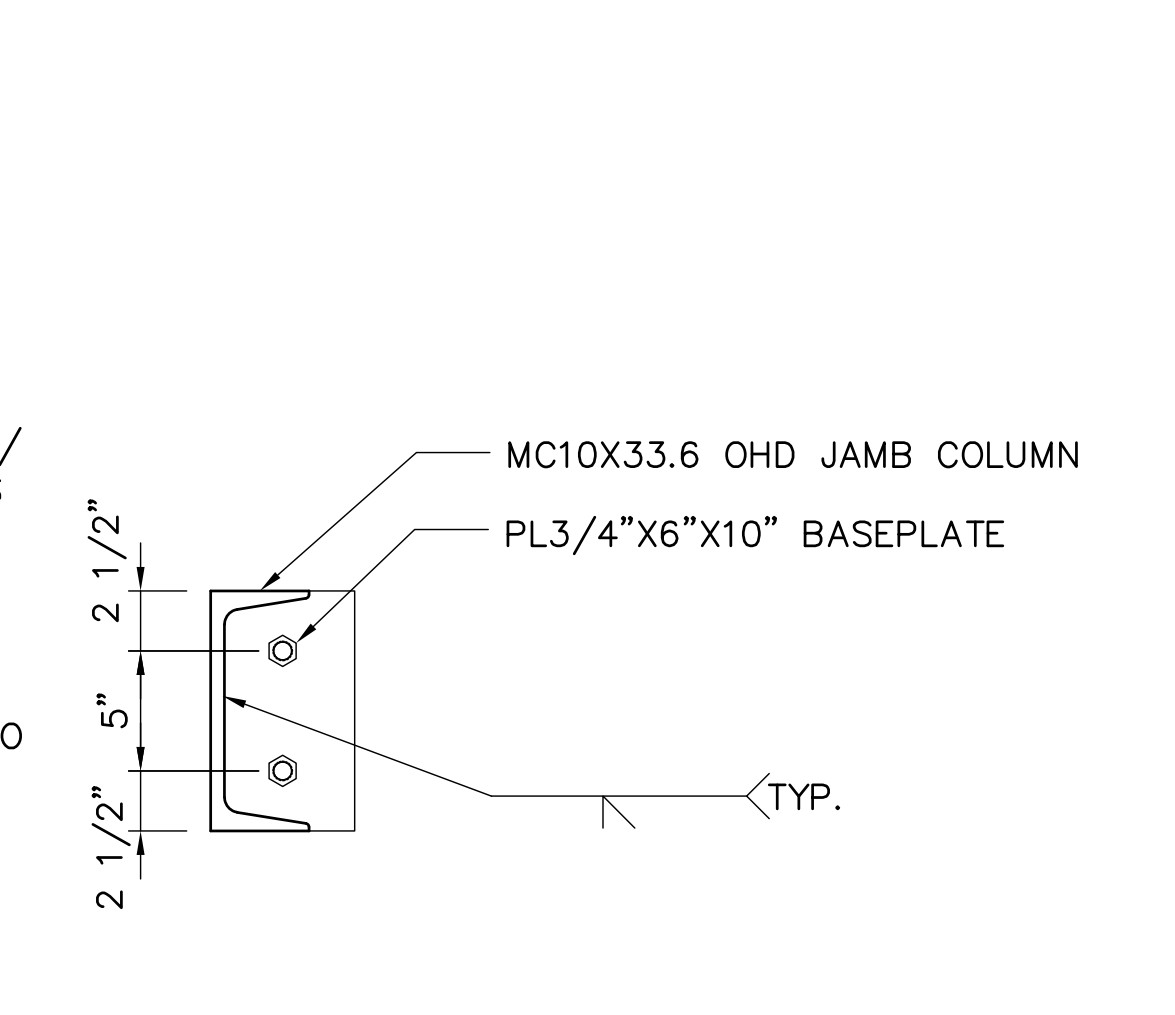 MC10X33.6 OHD JAMB COLUMN
PL3/4”X6”X10” BASEPLATE
2 1/2”
5”
2 1/2”
TYP.
O